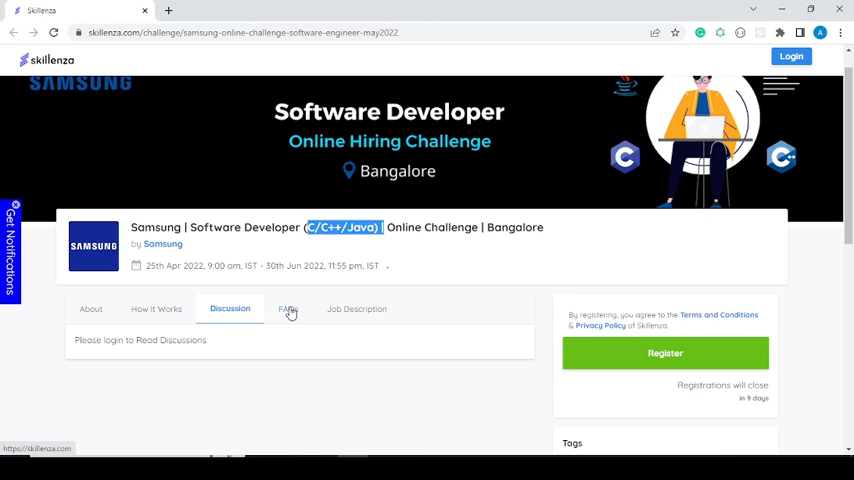 Skillenza
skillenza.com/challenge/samsung-online-challenge-software-engineer-may2022
A
skillenza
Login
SAMSUNG
Software Developer
Online Hiring Challenge
Bangalore
C
C++
Get Notifications
SAMSUNG
Samsung | Software Developer (C/C++/Java) | Online Challenge | Bangalore
by Samsung
25th Apr 2022, 9:00 am, IST - 30th Jun 2022, 11:55 pm, IST
About
How It Works
Discussion
FAQs
Job Description
Please login to Read Discussions
By registering, you agree to the Terms and Conditions
& Privacy Policy of Skillenza.
Register
Registrations will close
in 9 days
Tags
https://skillenza.com